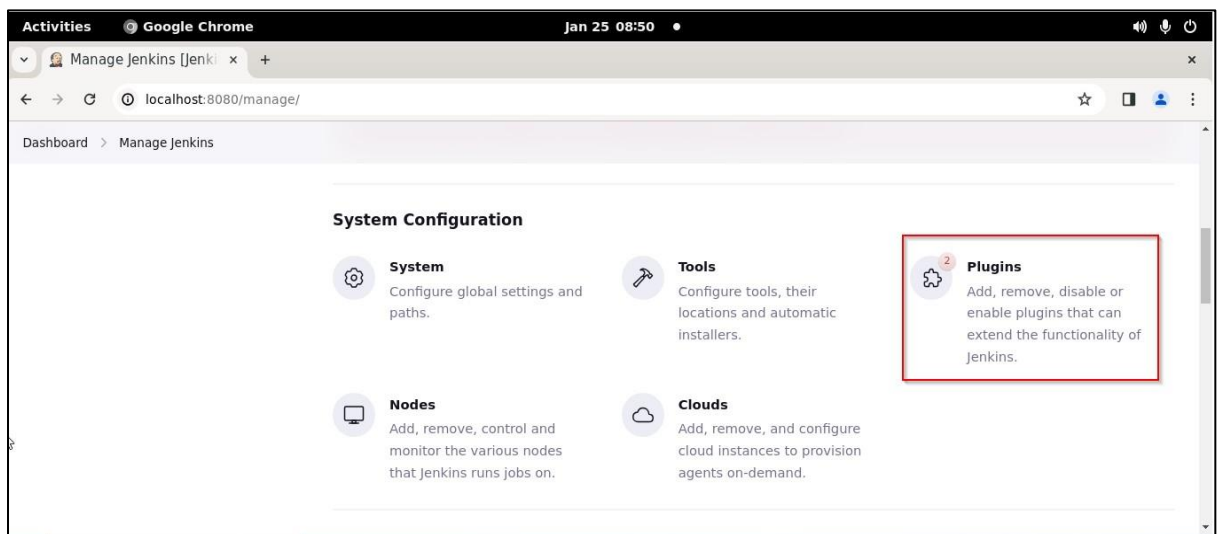 Activities Google Chrome Jan 25 08:50
Manage Jenkins [Jenki
localhost:8080/manage/
Dashboard > Manage Jenkins
System Configuration
System
Configure global settings and
paths.
Tools
Configure tools, their
locations and automatic
installers.
2
Plugins
Add, remove, disable or
enable plugins that can
extend the functionality of
Jenkins.
Nodes
Add, remove, control and
monitor the various nodes
that Jenkins runs jobs on.
Clouds
Add, remove, and configure
cloud instances to provision
agents on-demand.